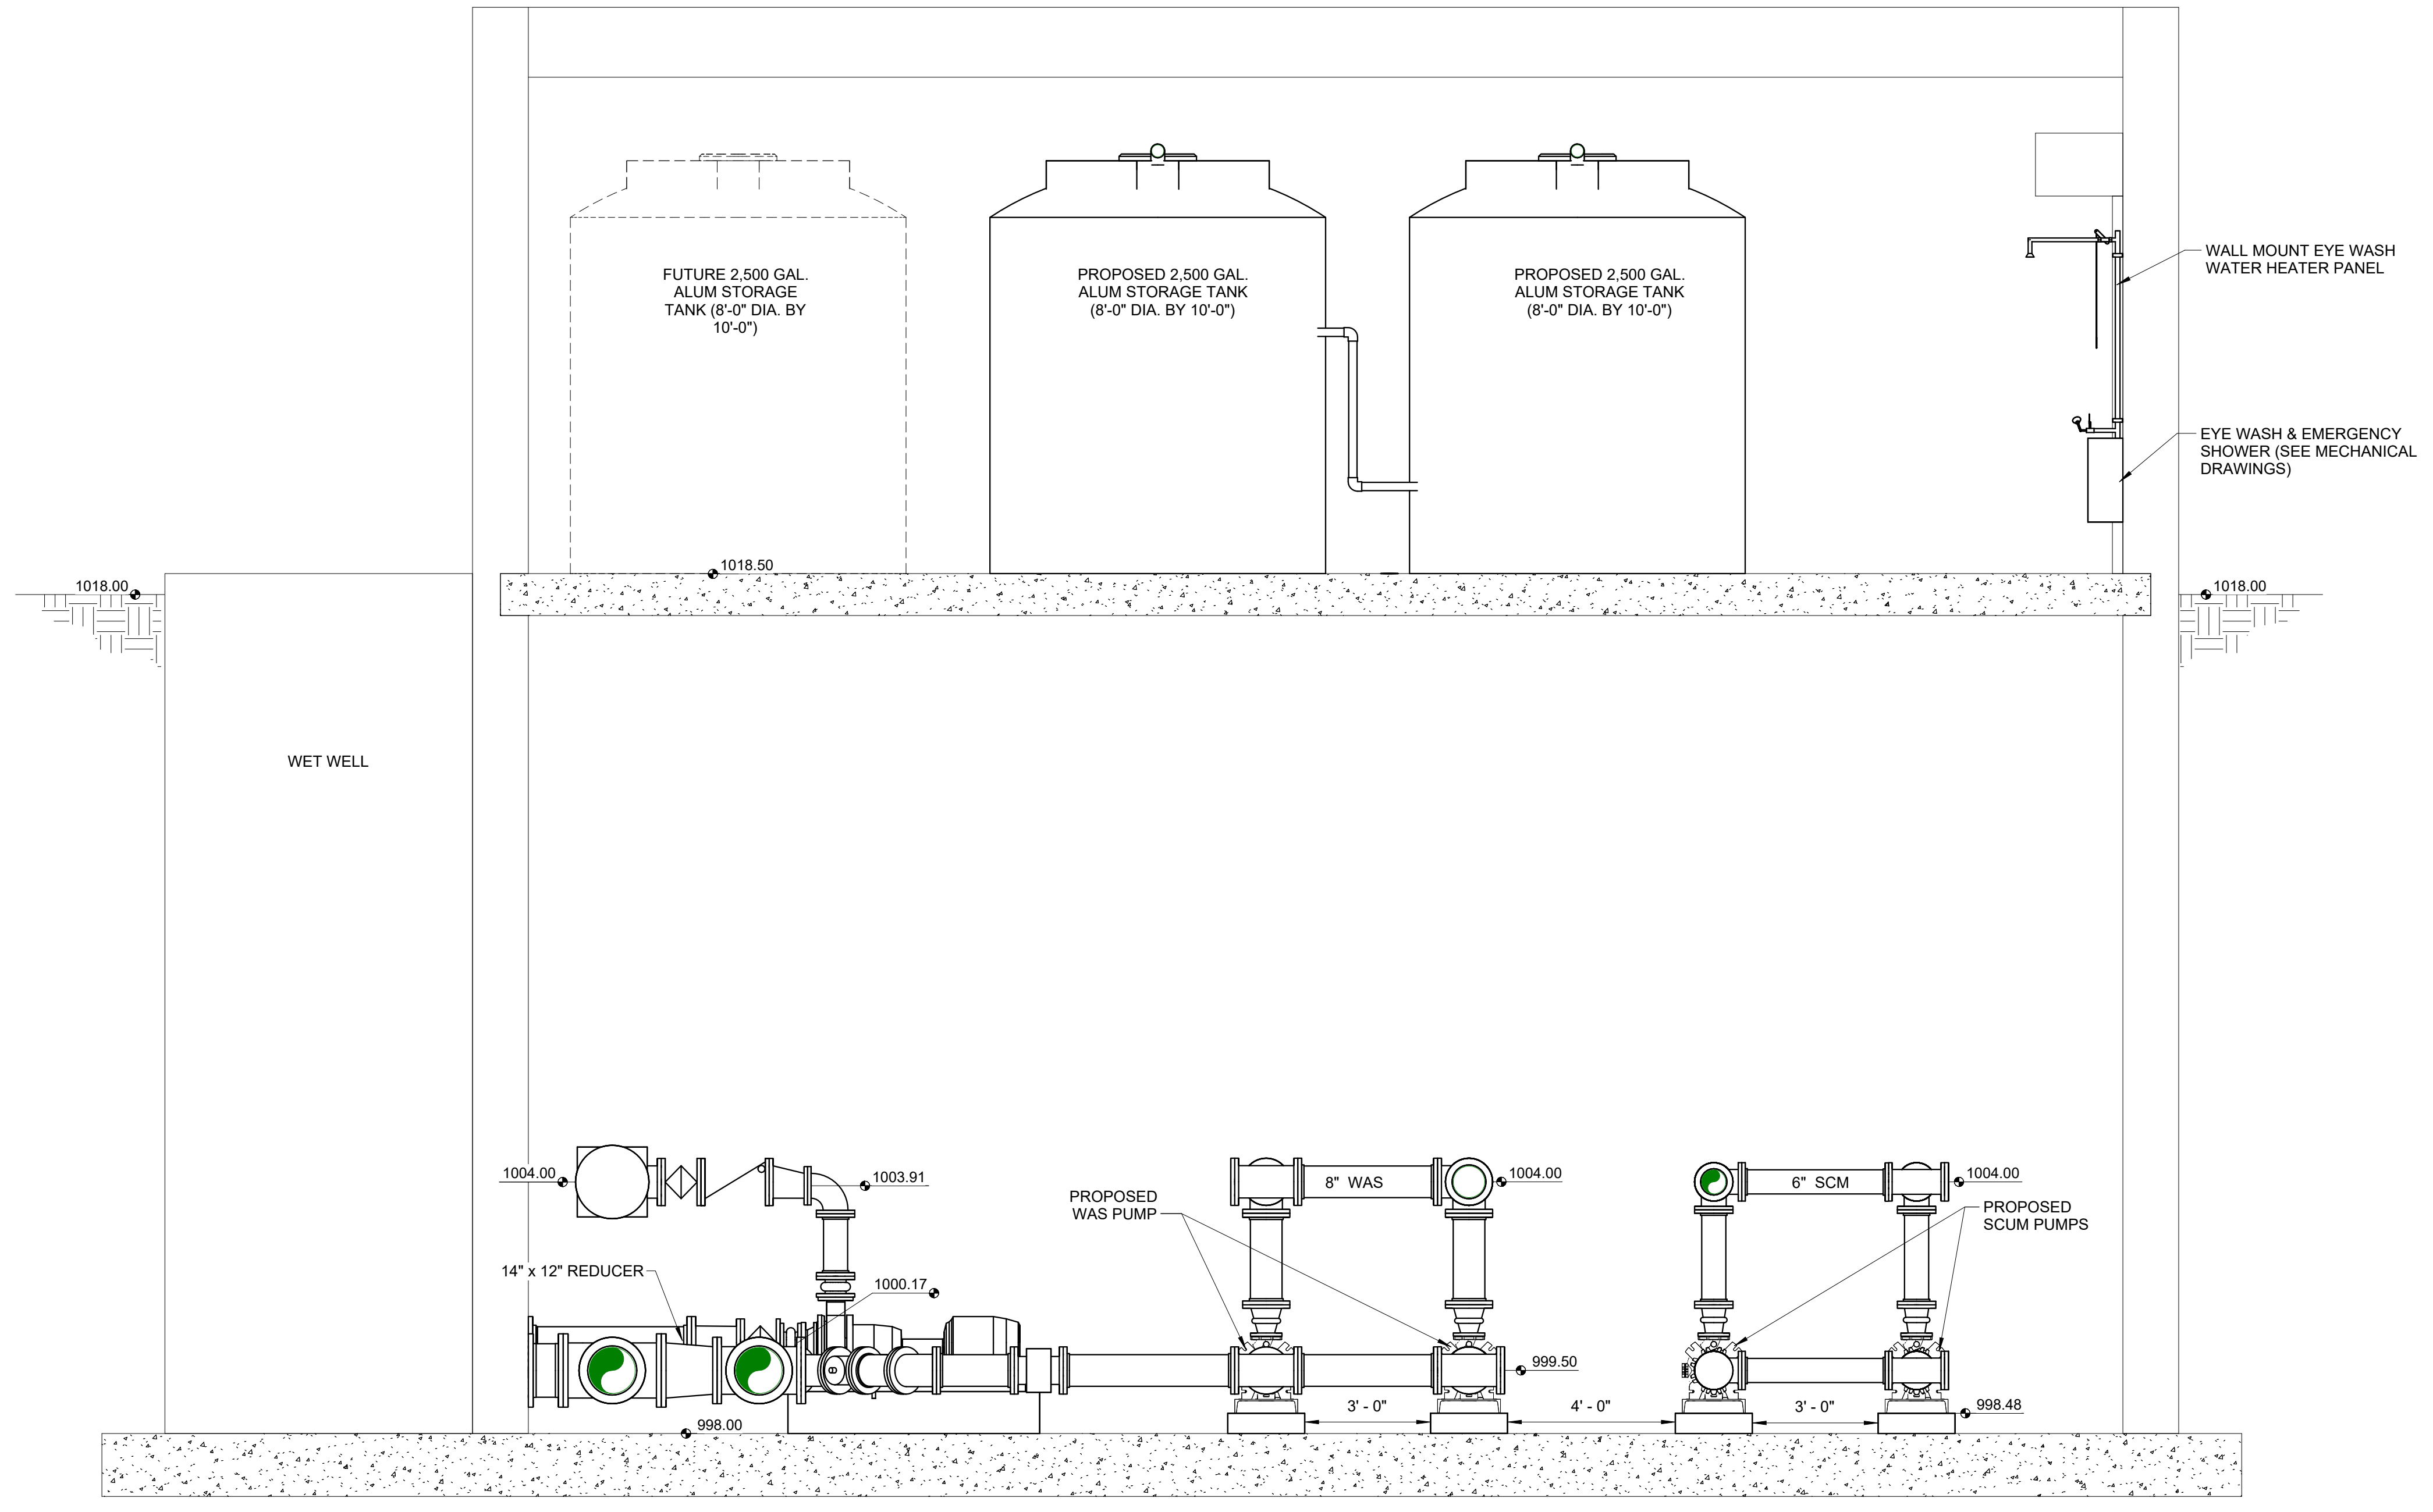 FUTURE 2,500 GAL.
ALUM STORAGE
TANK (8'-0" DIA. BY
10'-0")
PROPOSED 2,500 GAL.
ALUM STORAGE TANK
(8'-0" DIA. BY 10'-0")
PROPOSED 2,500 GAL.
ALUM STORAGE TANK
(8'-0" DIA. BY 10'-0")
WALL MOUNT EYE WASH
WATER HEATER PANEL
EYE WASH & EMERGENCY
SHOWER (SEE MECHANICAL
DRAWINGS)
1018.50
1018.00
1018.00
WET WELL
1004.00
1003.91
PROPOSED
WAS PUMP
8" WAS
1004.00
6" SCM
1004.00
PROPOSED
SCUM PUMPS
14" x 12" REDUCER
1000.17
999.50
3' - 0"
4' - 0"
3' - 0"
998.48
998.00